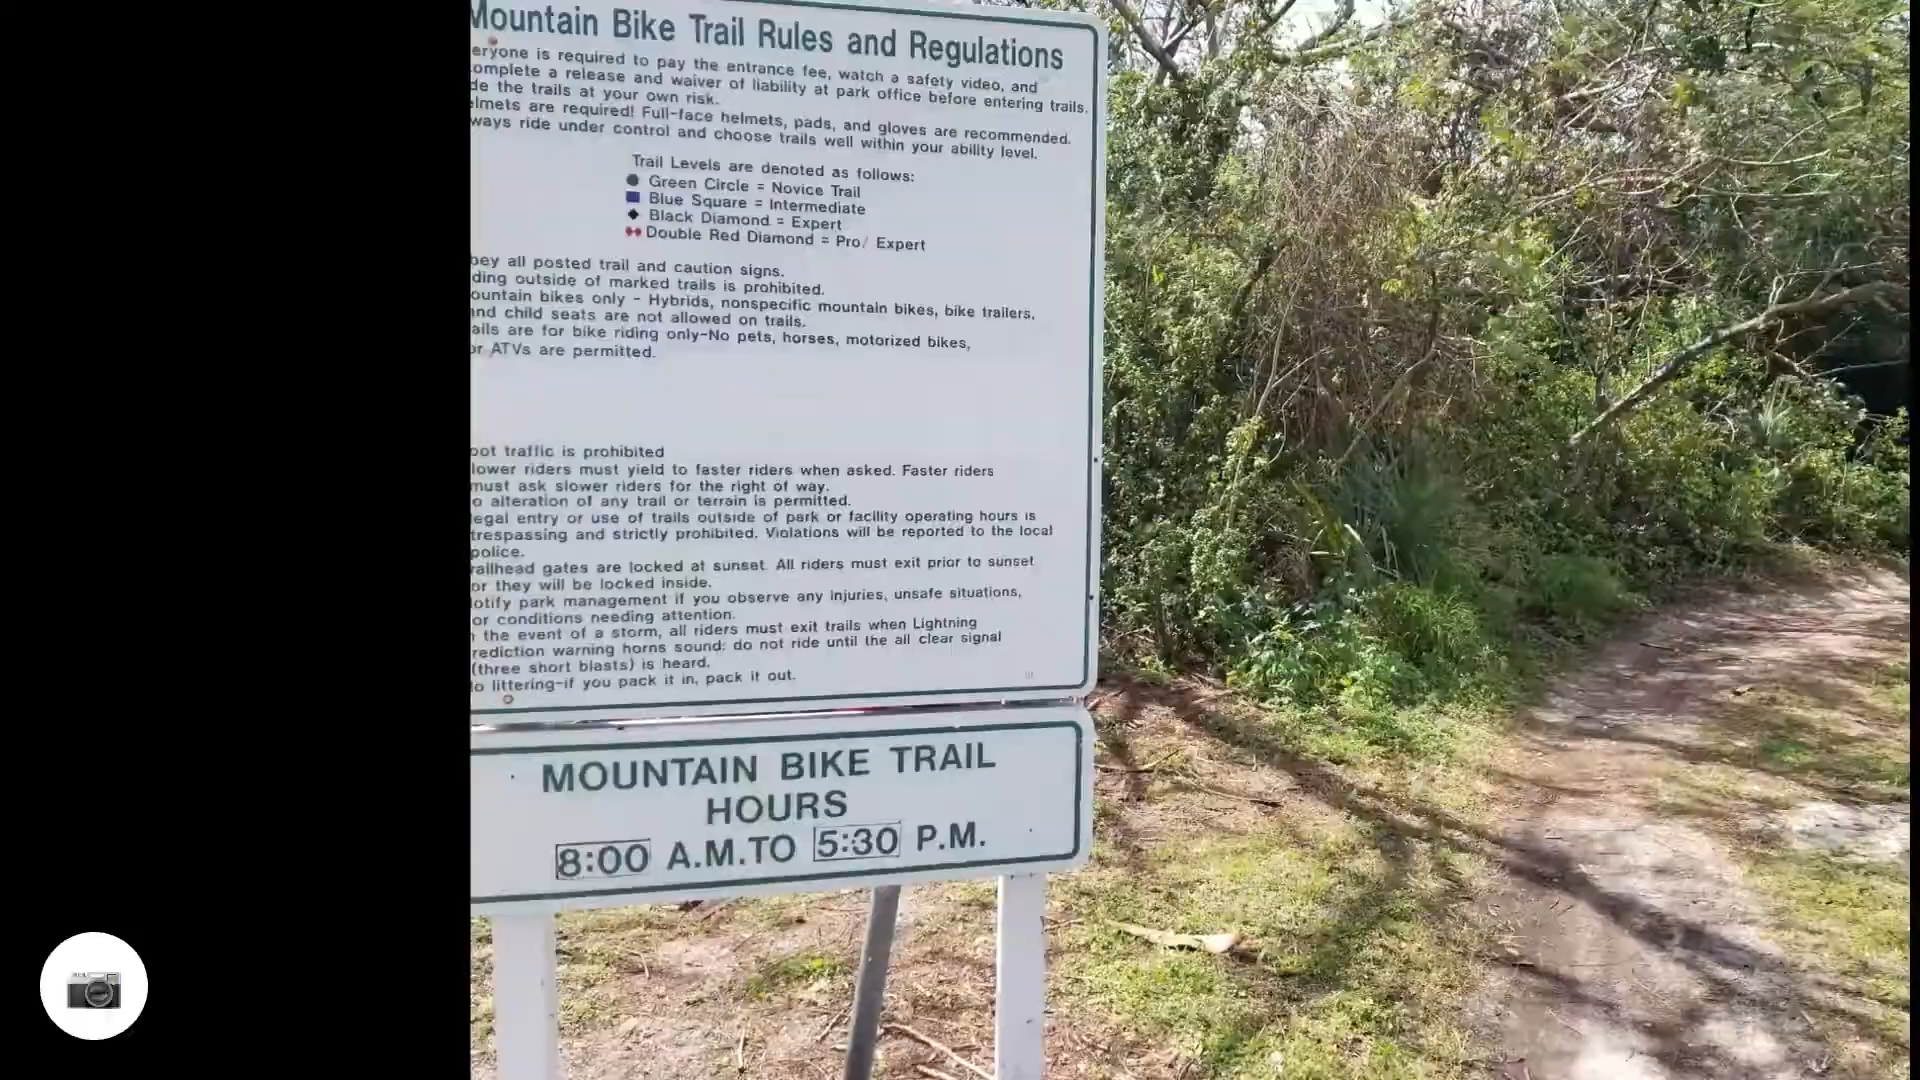 Mountain Bike Trail Rules and Regulations
eryone is required to pay the entrance fee, watch a safety video, and
omplete a release and waiver of liability at park office before entering trails.
de the trails at your own risk.
elmets are required! Full-face helmets, pads, and gloves are recommended.
ways ride under control and choose trails well within your ability level.
Trail Levels are denoted as follows:
Green Circle = Novice Trail
Blue Square = Intermediate
Black Diamond = Expert
Double Red Diamond = Pro/ Expert
bey all posted trail and caution signs.
ding outside of marked trails is prohibited.
ountain bikes only - Hybrids, nonspecific mountain bikes, bike trailers,
and child seats are not allowed on trails.
ails are for bike riding only-No pets, horses, motorized bikes,
or ATVs are permitted.
oot traffic is prohibited
lower riders must yield to faster riders when asked. Faster riders
must ask slower riders for the right of way.
o alteration of any trail or terrain is permitted.
legal entry or use of trails outside of park or facility operating hours is
trespassing and strictly prohibited. Violations will be reported to the local
police.
railhead gates are locked at sunset. All riders must exit prior to sunset
or they will be locked inside.
otify park management if you observe any injuries, unsafe situations,
or conditions needing attention.
the event of a storm, all riders must exit trails when Lightning
rediction warning horns sound; do not ride until the all clear signal
(three short blasts) is heard.
o littering-if you pack it in, pack it out.
MOUNTAIN BIKE TRAIL
HOURS
8:00 A.M.TO 5:30 P.M.